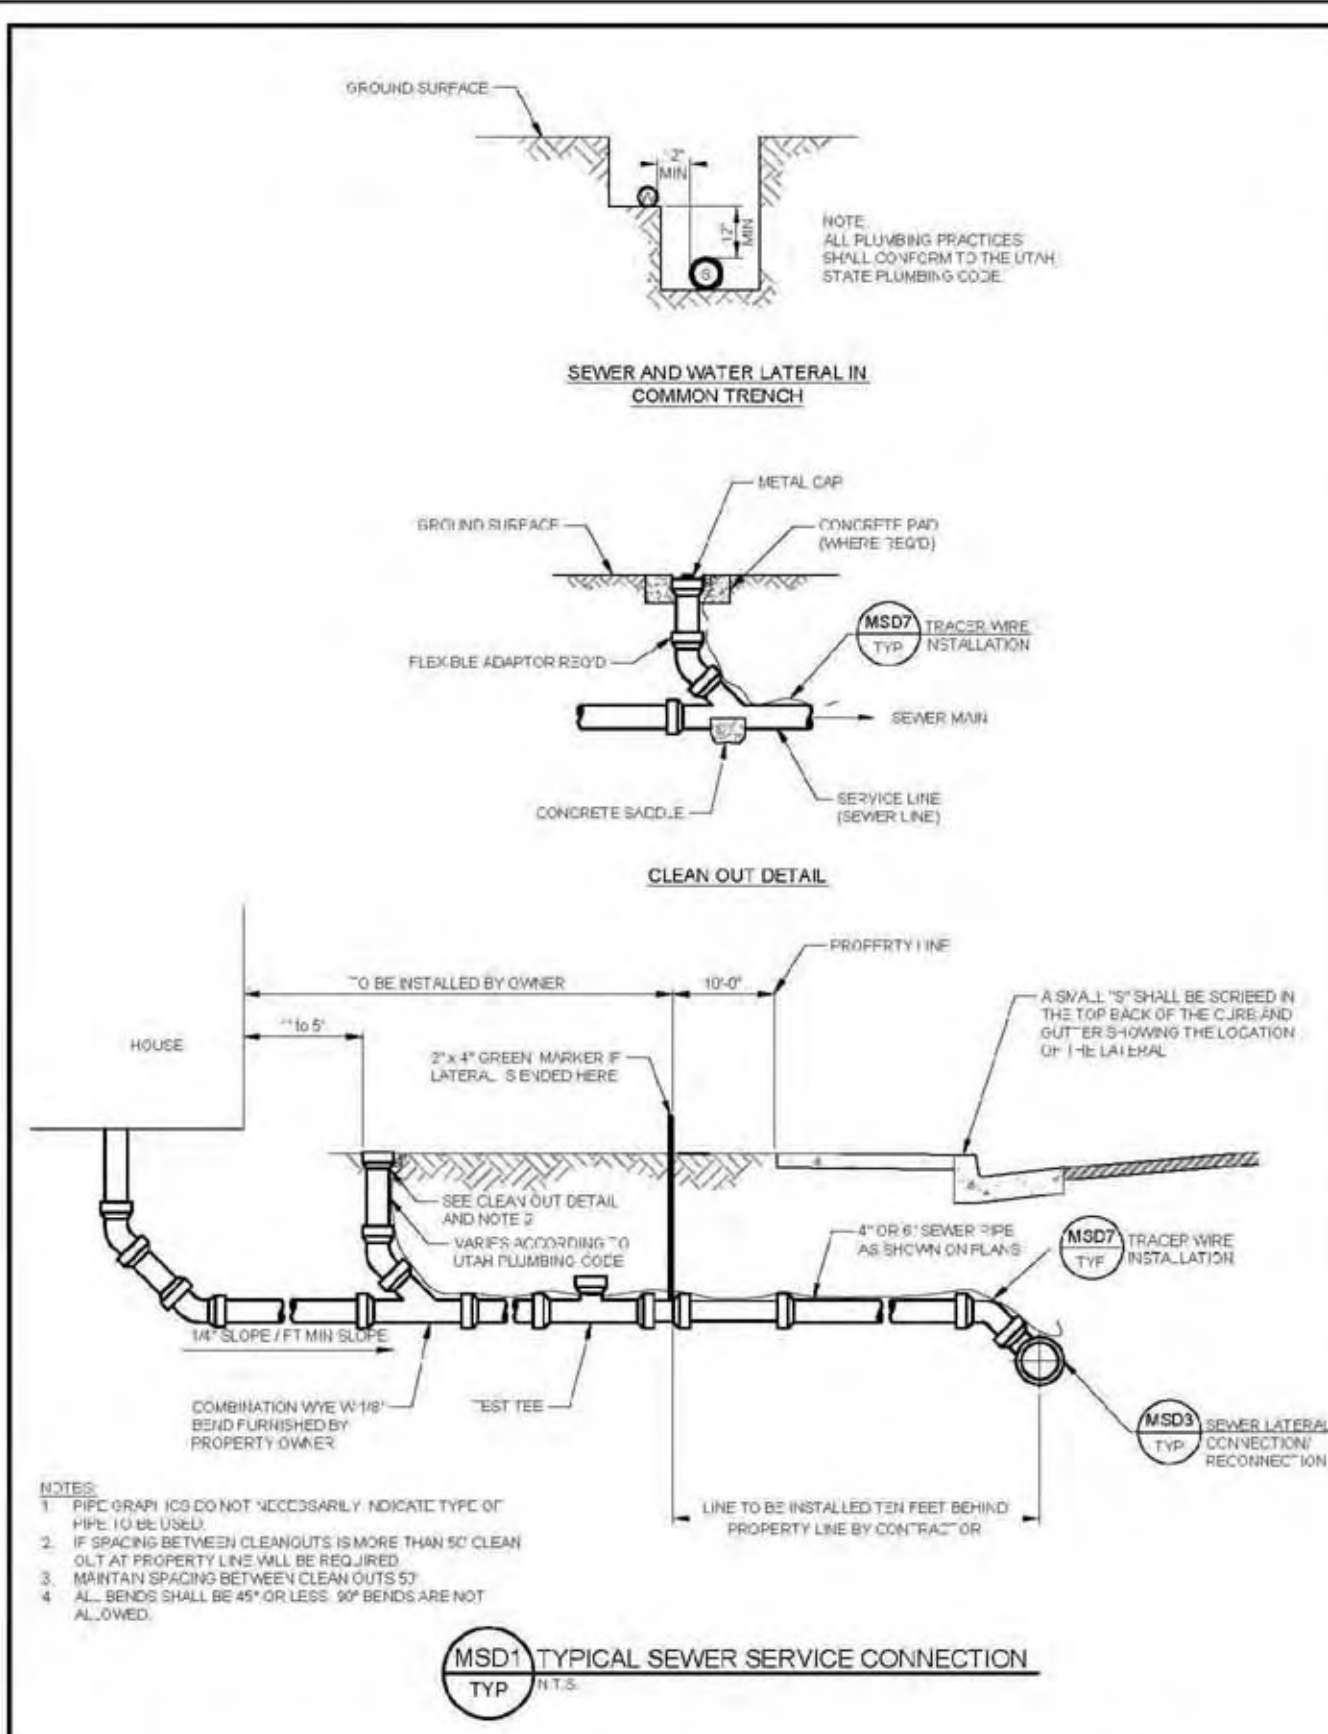 GROUND SURFACE
MIN
12"
MIN
W
S
NOTE
ALL PLUMBING PRACTICES
SHALL CONFORM TO THE UTAH
STATE PLUMBING CODE
SEWER AND WATER LATERAL IN
COMMON TRENCH
METAL CAP
GROUND SURFACE
CONCRETE PAD
(WHERE REQ'D)
MSD7
TYP
TRACER WIRE
INSTALLATION
FLEXIBLE ADAPTOR REQ'D
SEWER MAIN
CONCRETE SADDLE
SERVICE LINE
(SEWER LINE)
CLEAN OUT DETAIL
PROPERTY LINE
TO BE INSTALLED BY OWNER
10'-0"
A SMALL "S" SHALL BE SCRIBED IN
THE TOP BACK OF THE CURB AND
GUTTER SHOWING THE LOCATION
OF THE LATERAL
to 5'
HOUSE
2" x 4" GREEN MARKER IF
LATERAL IS ENDED HERE
SEE CLEAN OUT DETAIL
AND NOTE 2
VARIES ACCORDING TO
UTAH PLUMBING CODE
4" OR 6" SEWER PIPE
AS SHOWN ON PLANS
MSD7
TYP
TRACER WIRE
INSTALLATION
1/4" SLOPE / FT MIN SLOPE
COMBINATION WYE W/1/8"
BEND FURNISHED BY
PROPERTY OWNER
TEST TEE
MSD3
TYP
SEWER LATERAL
CONNECTION/
RECONNECTION
LINE TO BE INSTALLED TEN FEET BEHIND
PROPERTY LINE BY CONTRACTOR
NOTES:
1. PIPE GRAPHICS DO NOT NECESSARILY INDICATE TYPE OF
PIPE TO BE USED.
2. IF SPACING BETWEEN CLEANOUTS IS MORE THAN 50' CLEAN
OUT AT PROPERTY LINE WILL BE REQUIRED
3. MAINTAIN SPACING BETWEEN CLEAN OUTS 50'
4. ALL BENDS SHALL BE 45° OR LESS. 90° BENDS ARE NOT
ALLOWED.
MSD1
TYP
TYPICAL SEWER SERVICE CONNECTION
N.T.S.